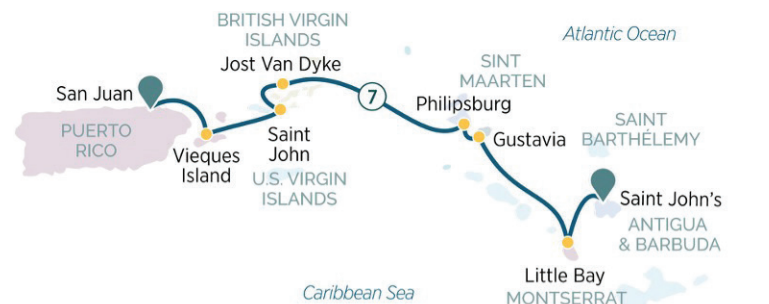 BRITISH VIRGIN
ISLANDS
Atlantic Ocean
Jost Van Dyke
SINT
MAARTEN
San Juan
7
Philipsburg
PUERTO
RICO
Vieques
Island
Saint
John
U.S. VIRGIN
ISLANDS
Gustavia
SAINT
BARTHÉLEMY
Saint John's
ANTIGUA
& BARBUDA
Little Bay
MONTSERRAT
Caribbean Sea